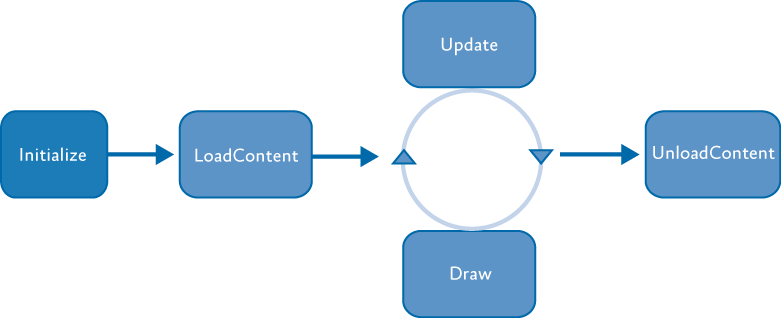 Initialize
LoadContent
Update
Draw
UnloadContent